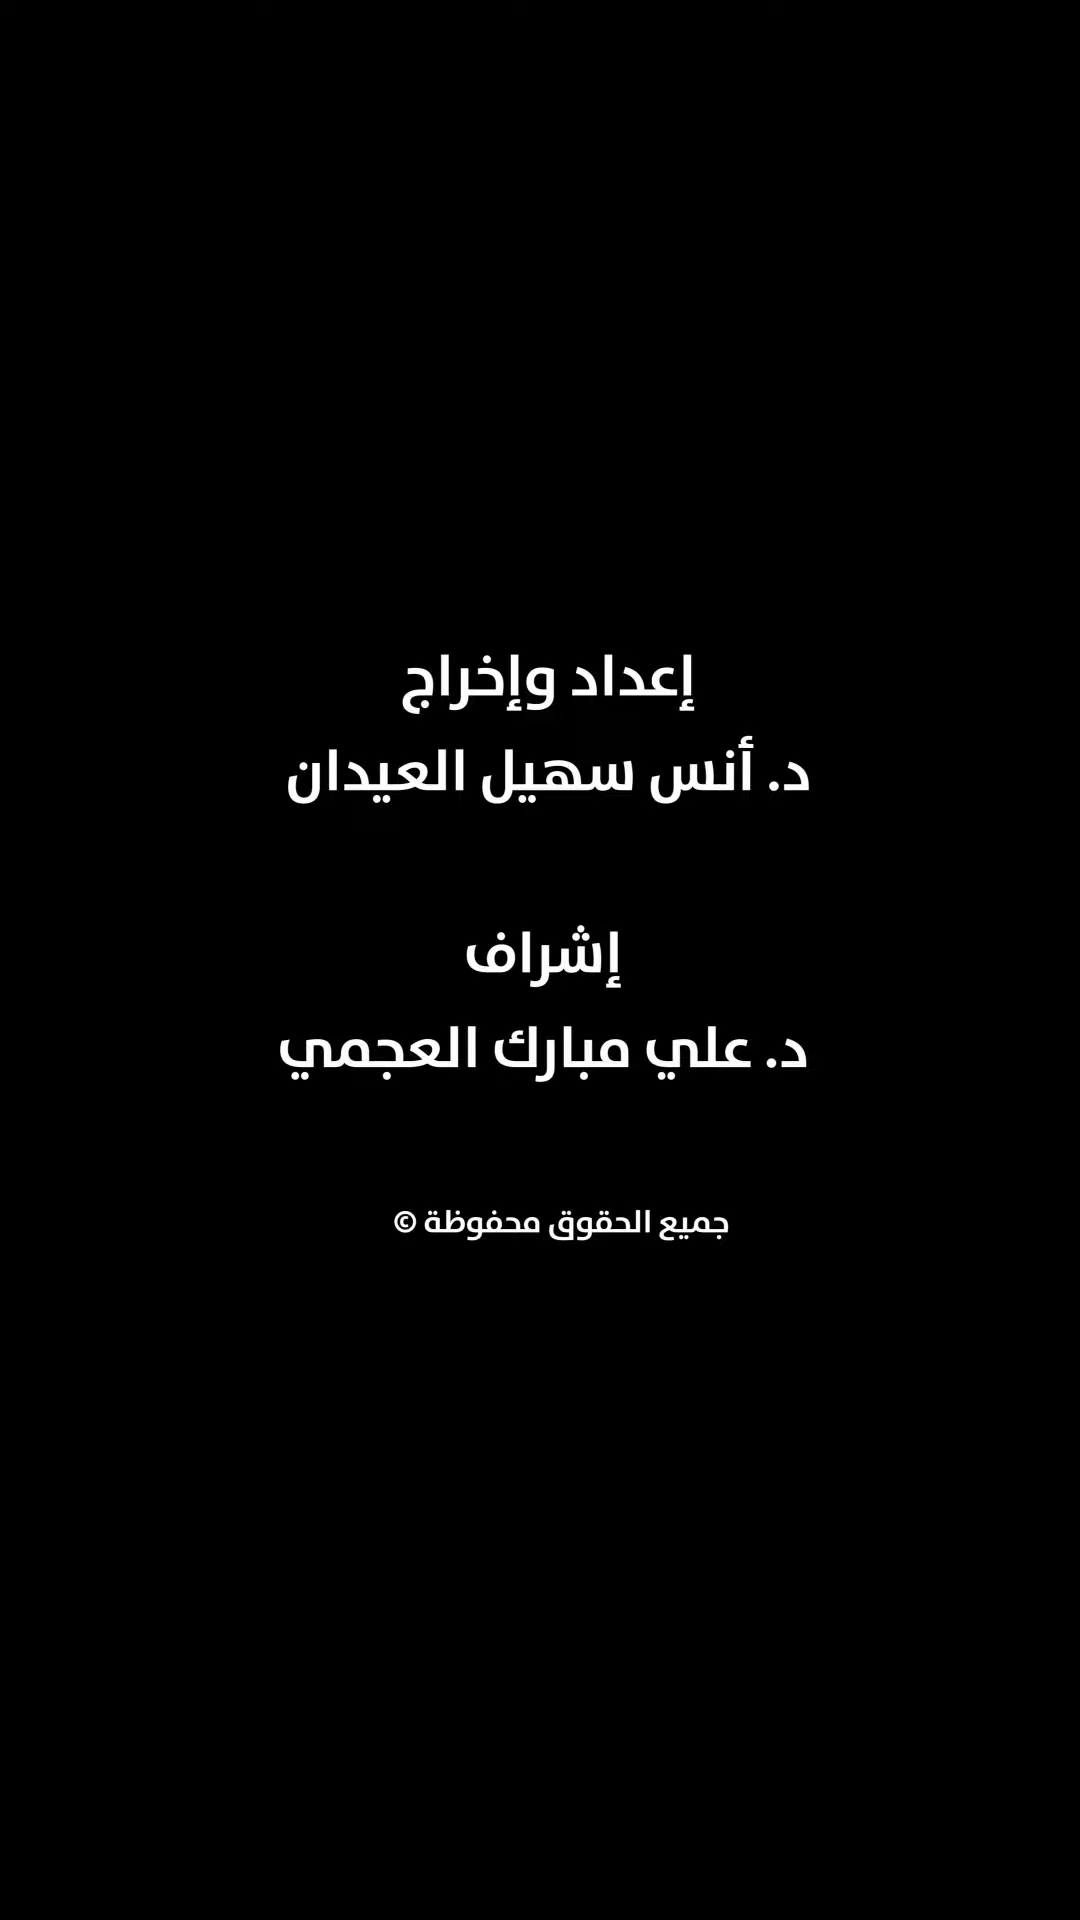 إعداد وإخراج
د. أنس سهيل العيدان
إشراف
د. علي مبارك العجمي
جميع الحقوق محفوظة ©